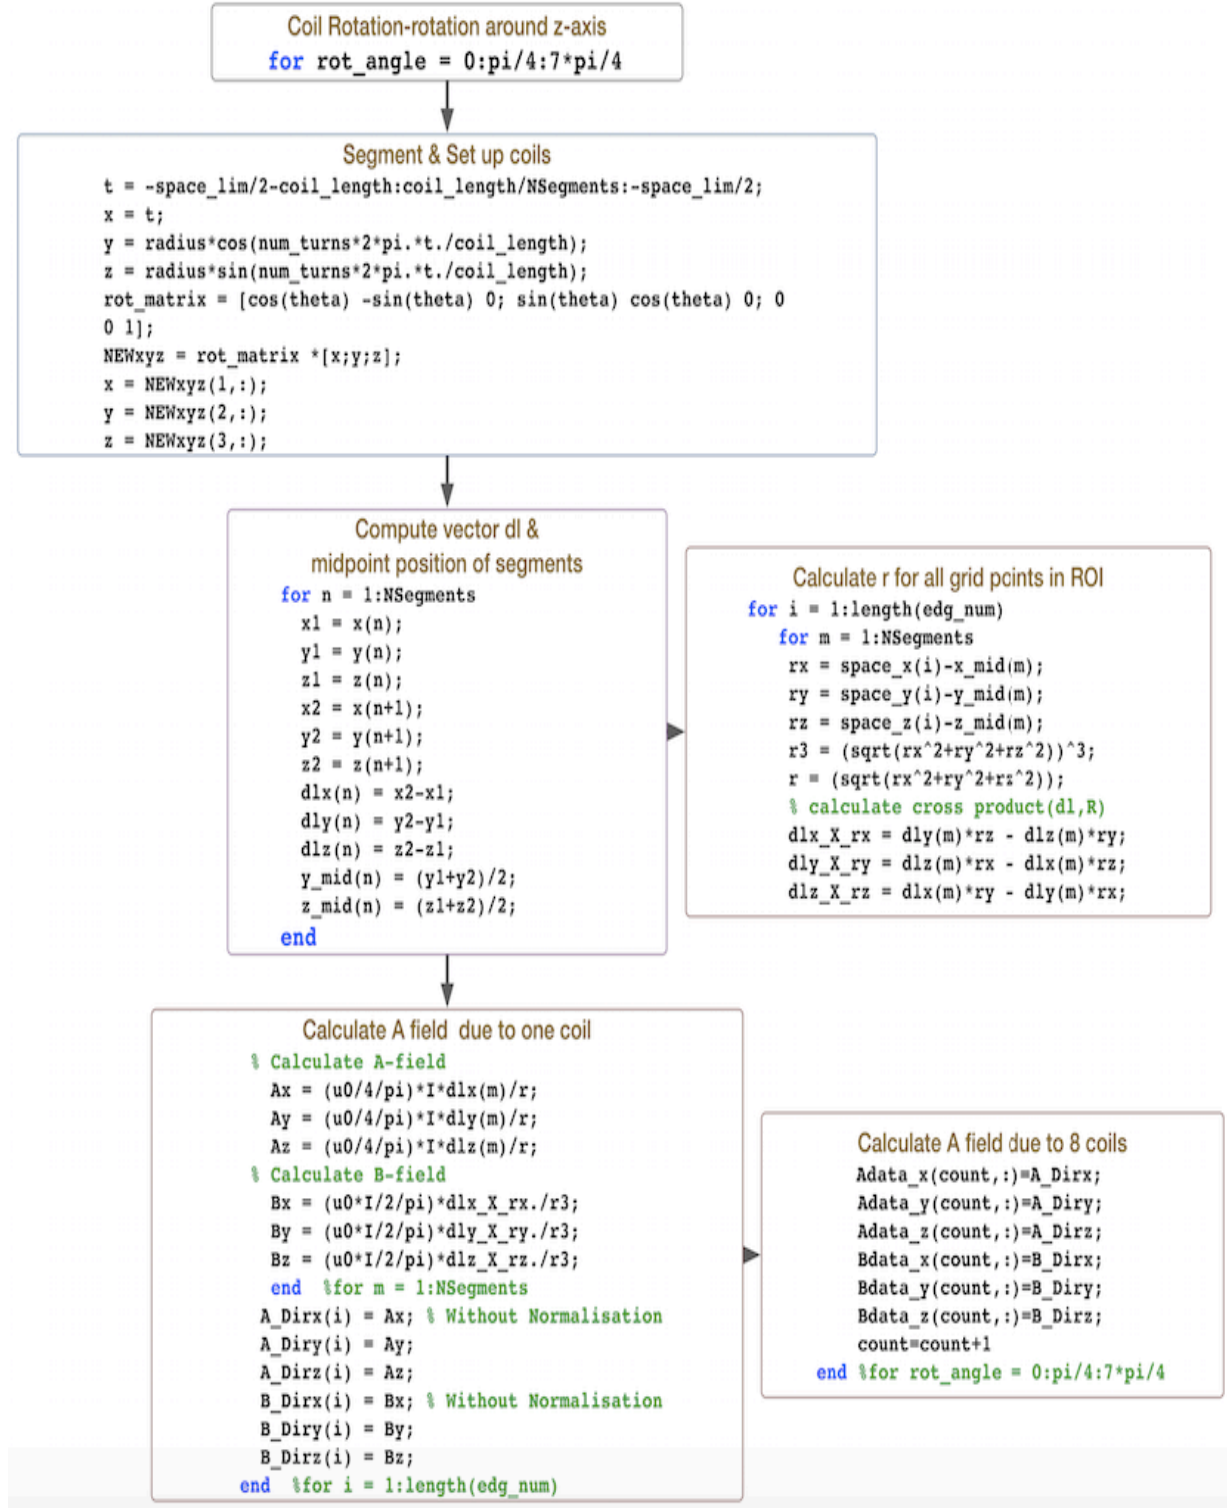 Coil Rotation-rotation around z-axis
for rot_angle = 0:pi/4:7*pi/4
Segment & Set up coils
t = -space_lim/2-coil_length:coil_length/NSegments:-space_lim/2;
x = t;
y = radius*cos(num_turns*2*pi.*t./coil_length);
z = radius*sin(num_turns*2*pi.*t./coil_length);
rot_matrix = [cos(theta) -sin(theta) 0; sin(theta) cos(theta) 0; 0
0 1];
NEWxyz = rot_matrix *[x;y;z];
x = NEWxyz(1,:);
y = NEWxyz(2,:);
z = NEWxyz(3,:);
Compute vector dl &
midpoint position of segments
for n = 1:NSegments
x1 = x(n);
y1 = y(n);
z1 = z(n);
x2 = x(n+1);
y2 = y(n+1);
z2 = z(n+1);
dlx(n) = x2-x1;
dly(n) = y2-y1;
dlz(n) = z2-z1;
y_mid(n) = (y1+y2)/2;
z_mid(n) = (z1+z2)/2;
end
Calculate r for all grid points in ROI
for i = 1:length(edg_num)
for m = 1:NSegments
rx = space_x(i)-x_mid(m);
ry = space_y(i)-y_mid(m);
rz = space_z(i)-z_mid(m);
r3 = (sqrt(rx^2+ry^2+rz^2))^3;
r = (sqrt(rx^2+ry^2+rz^2));
% calculate cross product(dl,R)
dlx_X_rx = dly(m)*rz - dlz(m)*ry;
dly_X_ry = dlz(m)*rx - dlx(m)*rz;
dlz_X_rz = dlx(m)*ry - dly(m)*rx;
Calculate A field due to one coil
% Calculate A-field
Ax = (u0/4/pi)*I*dlx(m)/r;
Ay = (u0/4/pi)*I*dly(m)/r;
Az = (u0/4/pi)*I*dlz(m)/r;
% Calculate B-field
Bx = (u0*I/2/pi)*dlx_X_rx./r3;
By = (u0*I/2/pi)*dly_X_ry./r3;
Bz = (u0*I/2/pi)*dlz_X_rz./r3;
end %for m = 1:NSegments
A_Dirx(i) = Ax; % Without Normalisation
A_Diry(i) = Ay;
A_Dirz(i) = Az;
B_Dirx(i) = Bx; % Without Normalisation
B_Diry(i) = By;
B_Dirz(i) = Bz;
end %for i = 1:length(edg_num)
Calculate A field due to 8 coils
Adata_x(count,:)=A_Dirx;
Adata_y(count,:)=A_Diry;
Adata_z(count,:)=A_Dirz;
Bdata_x(count,:)=B_Dirx;
Bdata_y(count,:)=B_Diry;
Bdata_z(count,:)=B_Dirz;
count=count+1
end %for rot_angle = 0:pi/4:7*pi/4